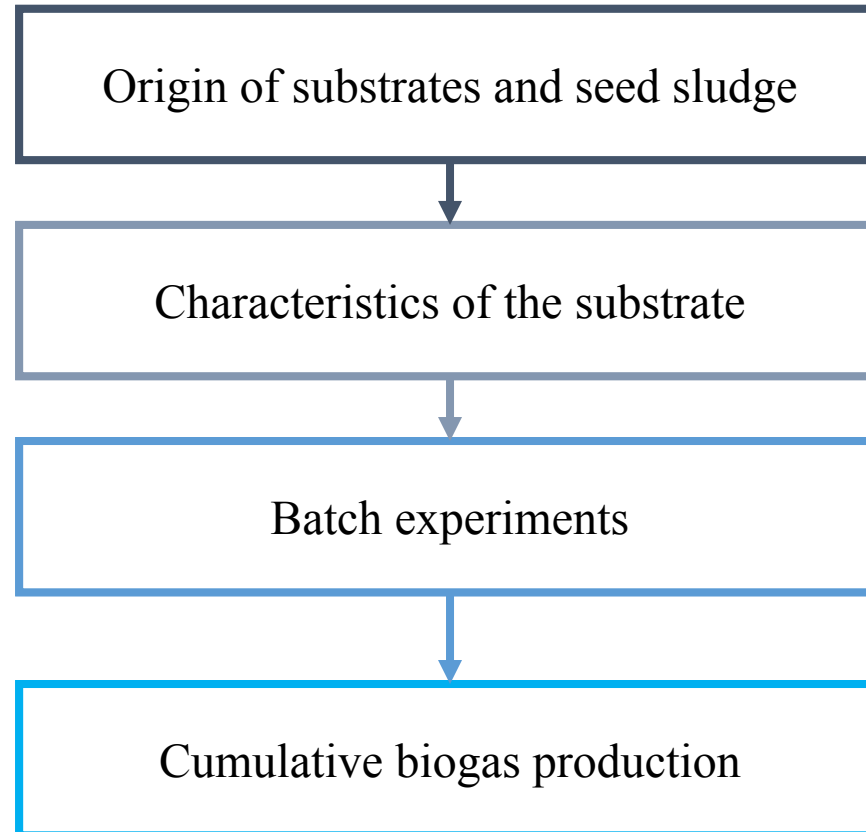 Origin of substrates and seed sludge
Characteristics of the substrate
Batch experiments
Cumulative biogas production